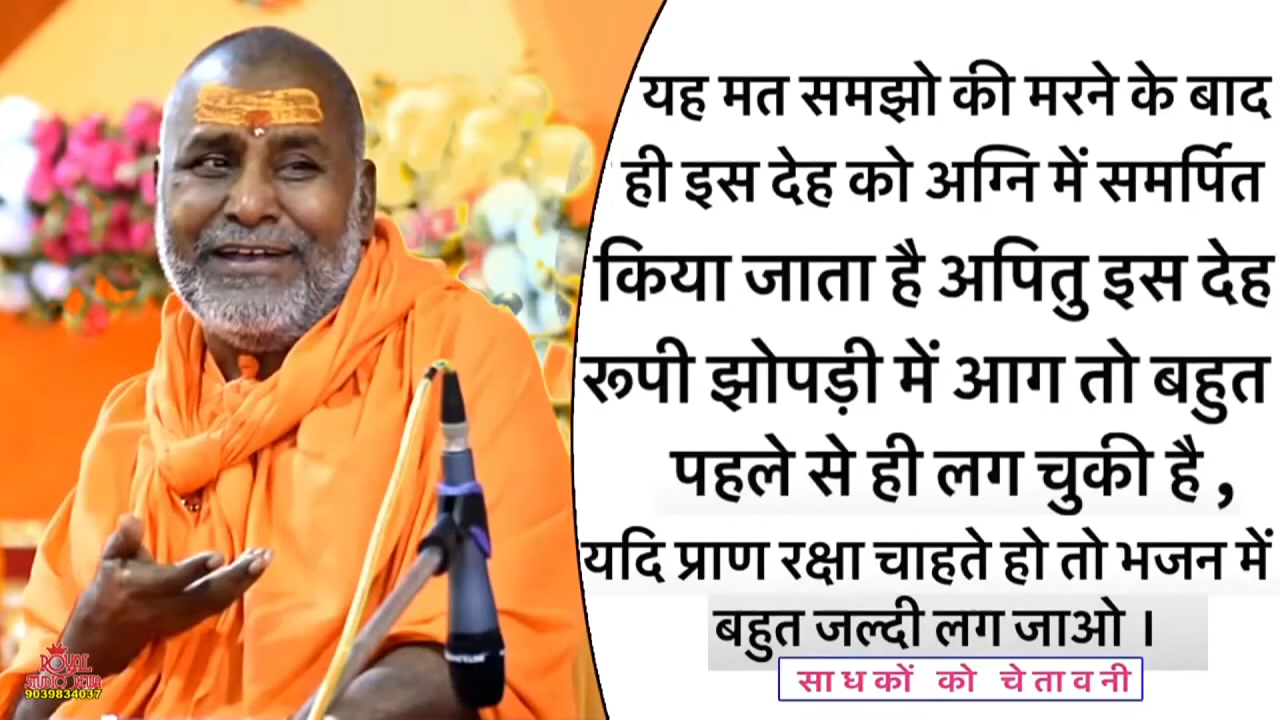 यह मत समझो की मरने के बाद
ही इस देह को अग्नि में समर्पित
किया जाता है अपितु इस देह
रूपी झोपड़ी में आग तो बहुत
पहले से ही लग चुकी है ,
यदि प्राण रक्षा चाहते हो तो भजन में
बहुत जल्दी लग जाओ ।
साधकों को चेतावनी
ROYAL
STUDIO
9039834037